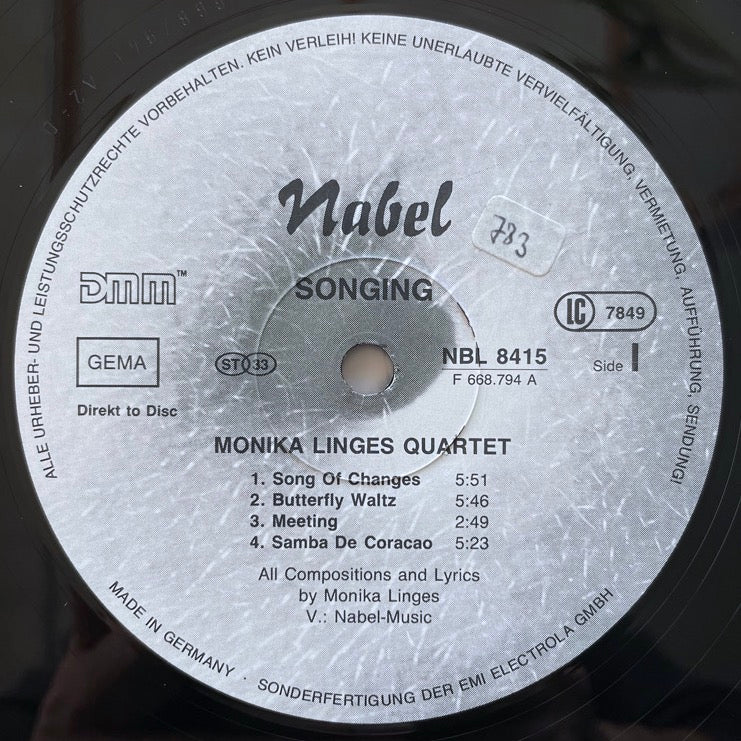 ALLE URHEBER- UND LEISTUNGSSCHUTZRECHTE VORBEHALTEN. KEIN VERLEIH! KEINE UNERLAUBTE VERVIELFÄLTIGUNG, VERMIETUNG, AUFFÜHRUNG, SENDUNG!
Nabel
783
DMM™
SONGING
LC 7849
GEMA
ST 33
NBL 8415
F 668.794 A
Side I
Direkt to Disc
MONIKA LINGES QUARTET
1. Song Of Changes 5:51
2. Butterfly Waltz 5:46
3. Meeting 2:49
4. Samba De Coracao 5:23
All Compositions and Lyrics
by Monika Linges
V.: Nabel-Music
MADE IN GERMANY · SONDERFERTIGUNG DER EMI ELECTROLA GMBH